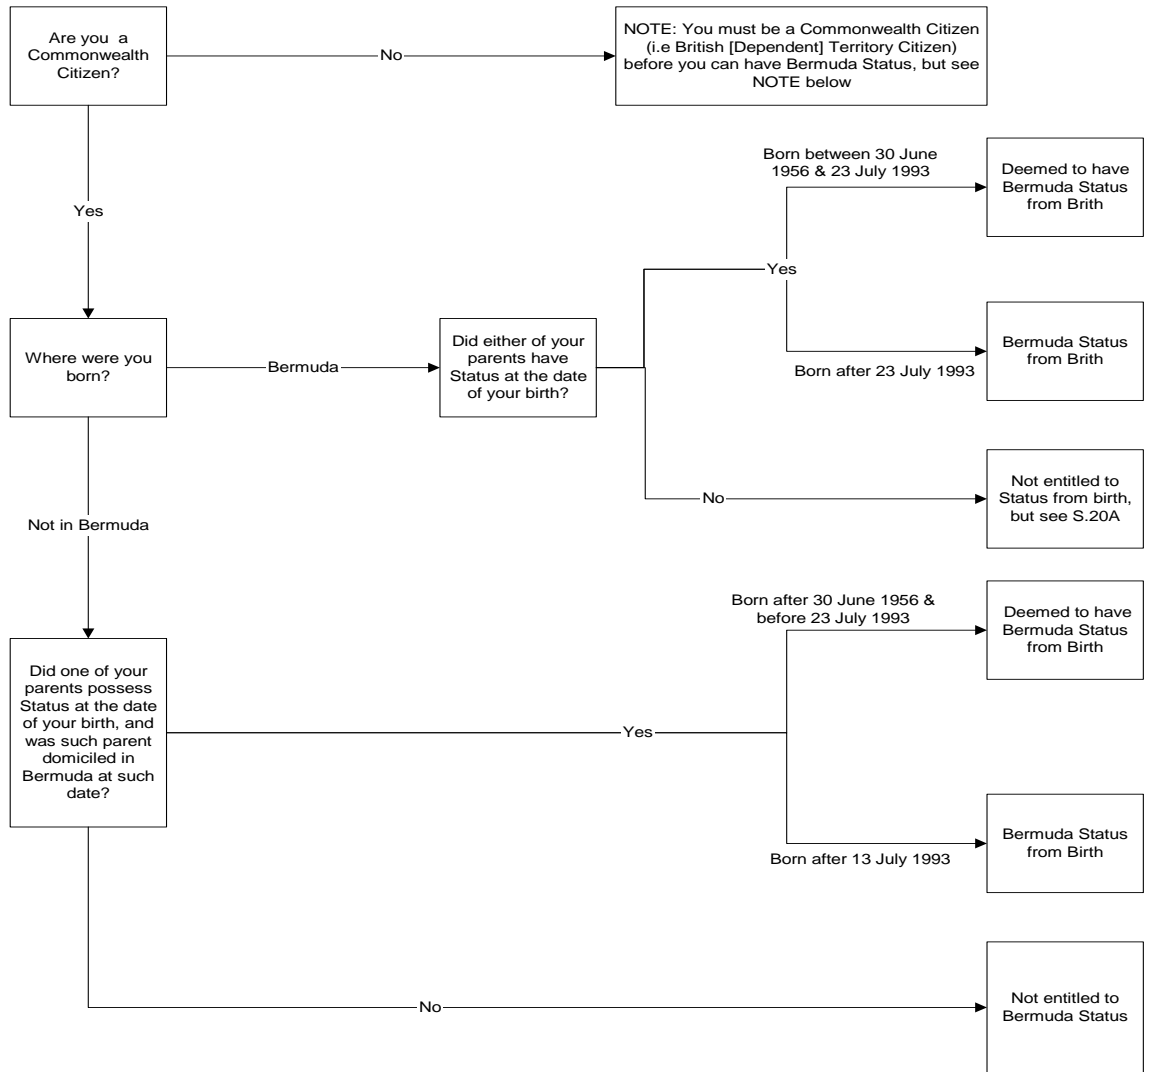 Are you a
Commonwealth
Citizen?
No
NOTE: You must be a Commonwealth Citizen
(i.e British [Dependent] Territory Citizen)
before you can have Bermuda Status, but see
NOTE below
Yes
Where were you
born?
Bermuda
Did either of your
parents have
Status at the date
of your birth?
Yes
Born between 30 June
1956 & 23 July 1993
Deemed to have
Bermuda Status
from Brith
Born after 23 July 1993
Bermuda Status
from Brith
No
Not entitled to
Status from birth,
but see S.20A
Not in Bermuda
Did one of your
parents possess
Status at the date
of your birth, and
was such parent
domiciled in
Bermuda at such
date?
Yes
Born after 30 June 1956 &
before 23 July 1993
Deemed to have
Bermuda Status
from Birth
Born after 13 July 1993
Bermuda Status
from Birth
No
Not entitled to
Bermuda Status